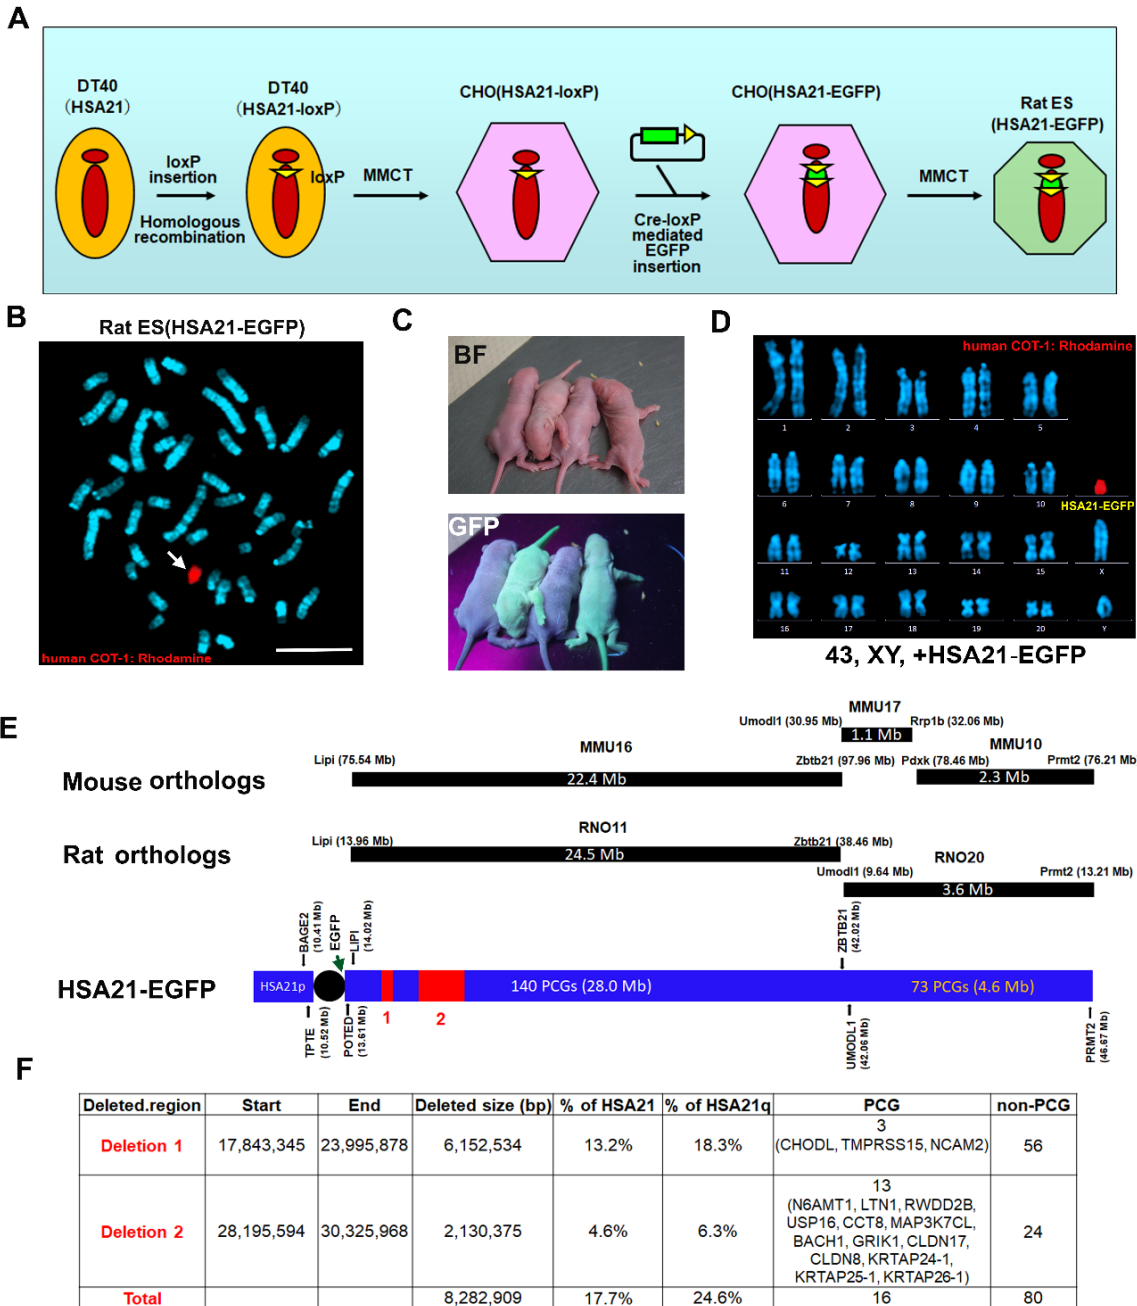 A
DT40
(HSA21)
DT40
(HSA21-loxP)
CHO(HSA21-loxP)
CHO(HSA21-EGFP)
Rat ES
(HSA21-EGFP)
loxP
insertion
Homologous
recombination
loxP
MMCT
Cre-loxP
mediated
EGFP
insertion
MMCT
B
Rat ES(HSA21-EGFP)
human COT-1: Rhodamine
C
BF
GFP
D
human COT-1: Rhodamine
1 2 3 4 5
6 7 8 9 10
HSA21-EGFP
11 12 13 14 15 X
16 17 18 19 20 Y
43, XY, +HSA21-EGFP
E
Mouse orthologs
MMU17
Umodl1 (30.95 Mb) Rrp1b (32.06 Mb)
1.1 Mb
MMU16
MMU10
Lipi (75.54 Mb) Zbtb21 (97.96 Mb) Pdxk (78.46 Mb) Prmt2 (76.21 Mb
22.4 Mb
2.3 Mb
Rat orthologs
RNO11
Lipi (13.96 Mb) Zbtb21 (38.46 Mb)
24.5 Mb
RNO20
Umodl1 (9.64 Mb) Prmt2 (13.21 Mb)
3.6 Mb
HSA21-EGFP
BAGE2
(10.41 Mb)
EGFP
LIPI
(14.02 Mb)
ZBTB21
(42.02 Mb)
HSA21p
140 PCGs (28.0 Mb)
73 PCGs (4.6 Mb)
TPTE
(10.52 Mb)
POTED
(13.61 Mb)
1
2
UMODL1
(42.06 Mb)
PRMT2
(46.67 Mb)
F
Deleted.region Start End Deleted size (bp) % of HSA21 % of HSA21q PCG non-PCG
Deletion 1 17,843,345 23,995,878 6,152,534 13.2% 18.3% 3
(CHODL, TMPRSS15, NCAM2) 56
Deletion 2 28,195,594 30,325,968 2,130,375 4.6% 6.3% 13
(N6AMT1, LTN1, RWDD2B,
USP16, CCT8, MAP3K7CL,
BACH1, GRIK1, CLDN17,
CLDN8, KRTAP24-1,
KRTAP25-1, KRTAP26-1) 24
Total 8,282,909 17.7% 24.6% 16 80